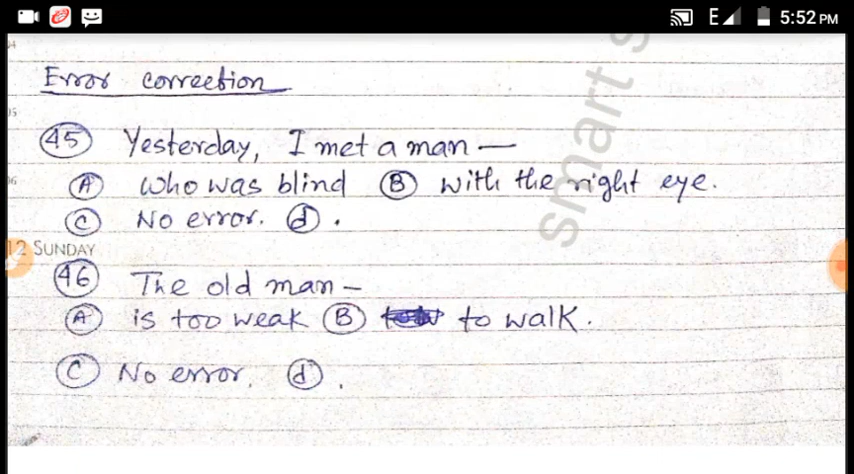 5:52 PM
Error correction
45 Yesterday, I met a man —
A who was blind B with the right eye.
C No error. d .
12 SUNDAY
46 The old man —
A is too weak B to walk.
C No error. d .
smart s